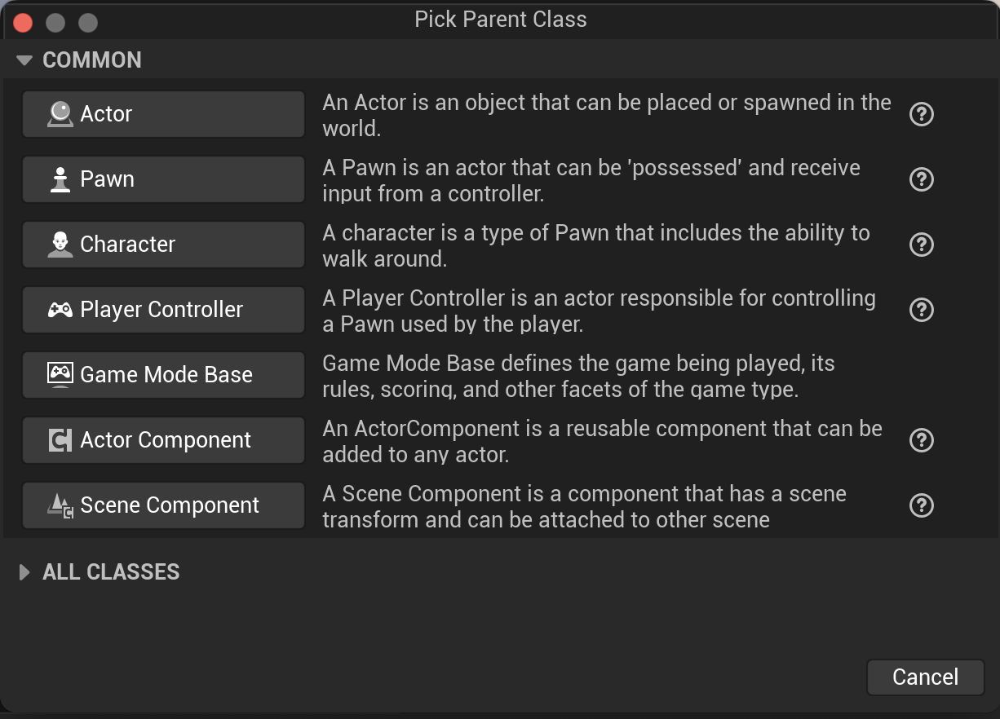 Pick Parent Class
COMMON
Actor
An Actor is an object that can be placed or spawned in the
world.
Pawn
A Pawn is an actor that can be 'possessed' and receive
input from a controller.
Character
A character is a type of Pawn that includes the ability to
walk around.
Player Controller
A Player Controller is an actor responsible for controlling
a Pawn used by the player.
Game Mode Base
Game Mode Base defines the game being played, its
rules, scoring, and other facets of the game type.
Actor Component
An ActorComponent is a reusable component that can be
added to any actor.
Scene Component
A Scene Component is a component that has a scene
transform and can be attached to other scene
ALL CLASSES
Cancel